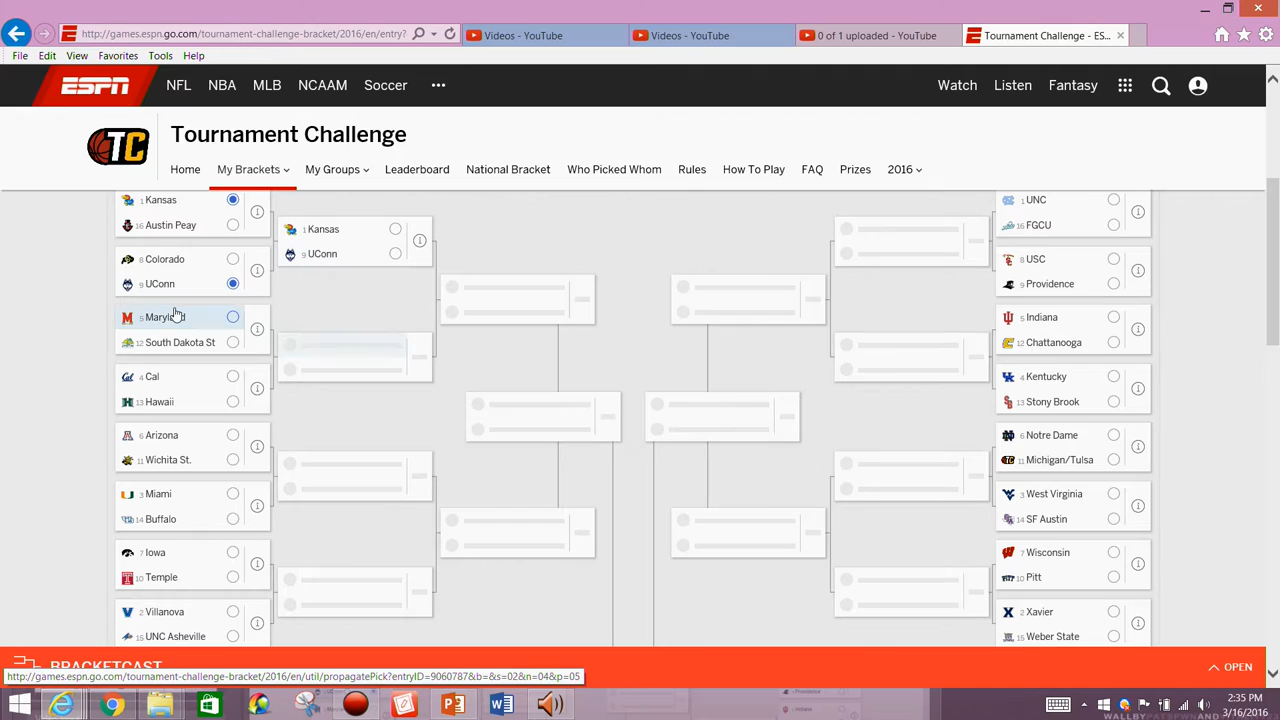 http://games.espn.go.com/tournament-challenge-bracket/2016/en/entry?
Videos - YouTube
Videos - YouTube
0 of 1 uploaded - YouTube
Tournament Challenge - ES...
File Edit View Favorites Tools Help
ESPN NFL NBA MLB NCAAM Soccer ••• Watch Listen Fantasy
TC Tournament Challenge
Home My Brackets My Groups Leaderboard National Bracket Who Picked Whom Rules How To Play FAQ Prizes 2016
1 Kansas
16 Austin Peay
8 Colorado
9 UConn
5 Maryland
12 South Dakota St
4 Cal
13 Hawaii
6 Arizona
11 Wichita St.
3 Miami
14 Buffalo
7 Iowa
10 Temple
2 Villanova
15 UNC Asheville
1 Kansas
9 UConn
1 UNC
16 FGCU
8 USC
9 Providence
5 Indiana
12 Chattanooga
4 Kentucky
13 Stony Brook
6 Notre Dame
11 Michigan/Tulsa
3 West Virginia
14 SF Austin
7 Wisconsin
10 Pitt
2 Xavier
15 Weber State
BRACKETCAST OPEN
http://games.espn.go.com/tournament-challenge-bracket/2016/en/util/propagatePick?entryID=9060787&b=&s=02&n=04&p=05
2:35 PM
3/16/2016